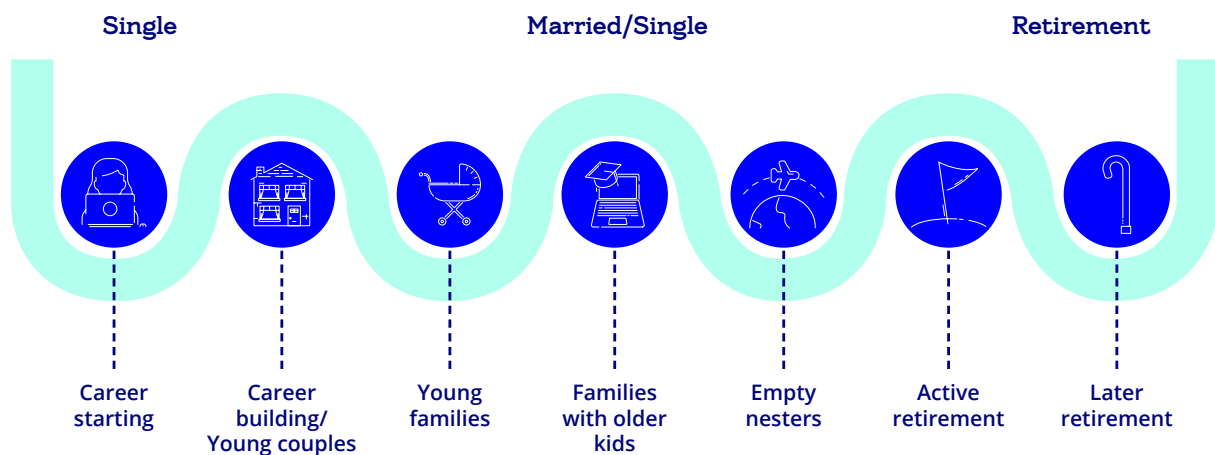 Single
Married/Single
Retirement
Career
starting
Career
building/
Young couples
Young
families
Families
with older
kids
Empty
nesters
Active
retirement
Later
retirement